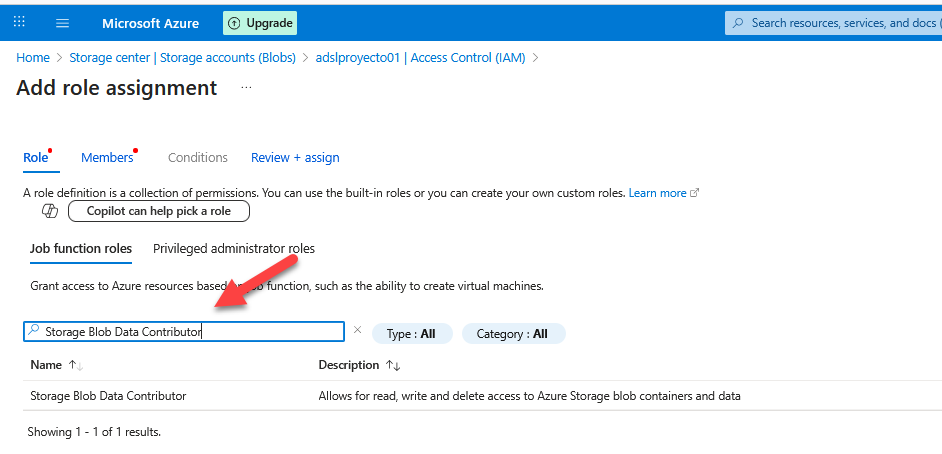 Microsoft Azure Upgrade Search resources, services, and docs (
Home > Storage center | Storage accounts (Blobs) > adslproyecto01 | Access Control (IAM) >
Add role assignment ...
Role Members Conditions Review + assign
A role definition is a collection of permissions. You can use the built-in roles or you can create your own custom roles. Learn more
Copilot can help pick a role
Job function roles Privileged administrator roles
Grant access to Azure resources based on job function, such as the ability to create virtual machines.
Storage Blob Data Contributor Type : All Category : All
Name ↑↓ Description ↑↓
Storage Blob Data Contributor Allows for read, write and delete access to Azure Storage blob containers and data
Showing 1 - 1 of 1 results.